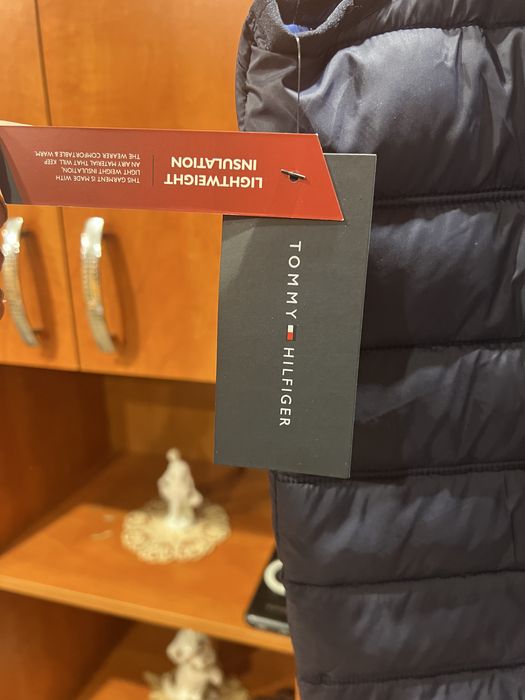 LIGHTWEIGHT
INSULATION
THIS GARMENT IS MADE WITH
LIGHT WEIGHT INSULATION,
AN AIRY MATERIAL THAT WILL KEEP
THE WEARER COMFORTABLE & WARM.
TOMMY HILFIGER